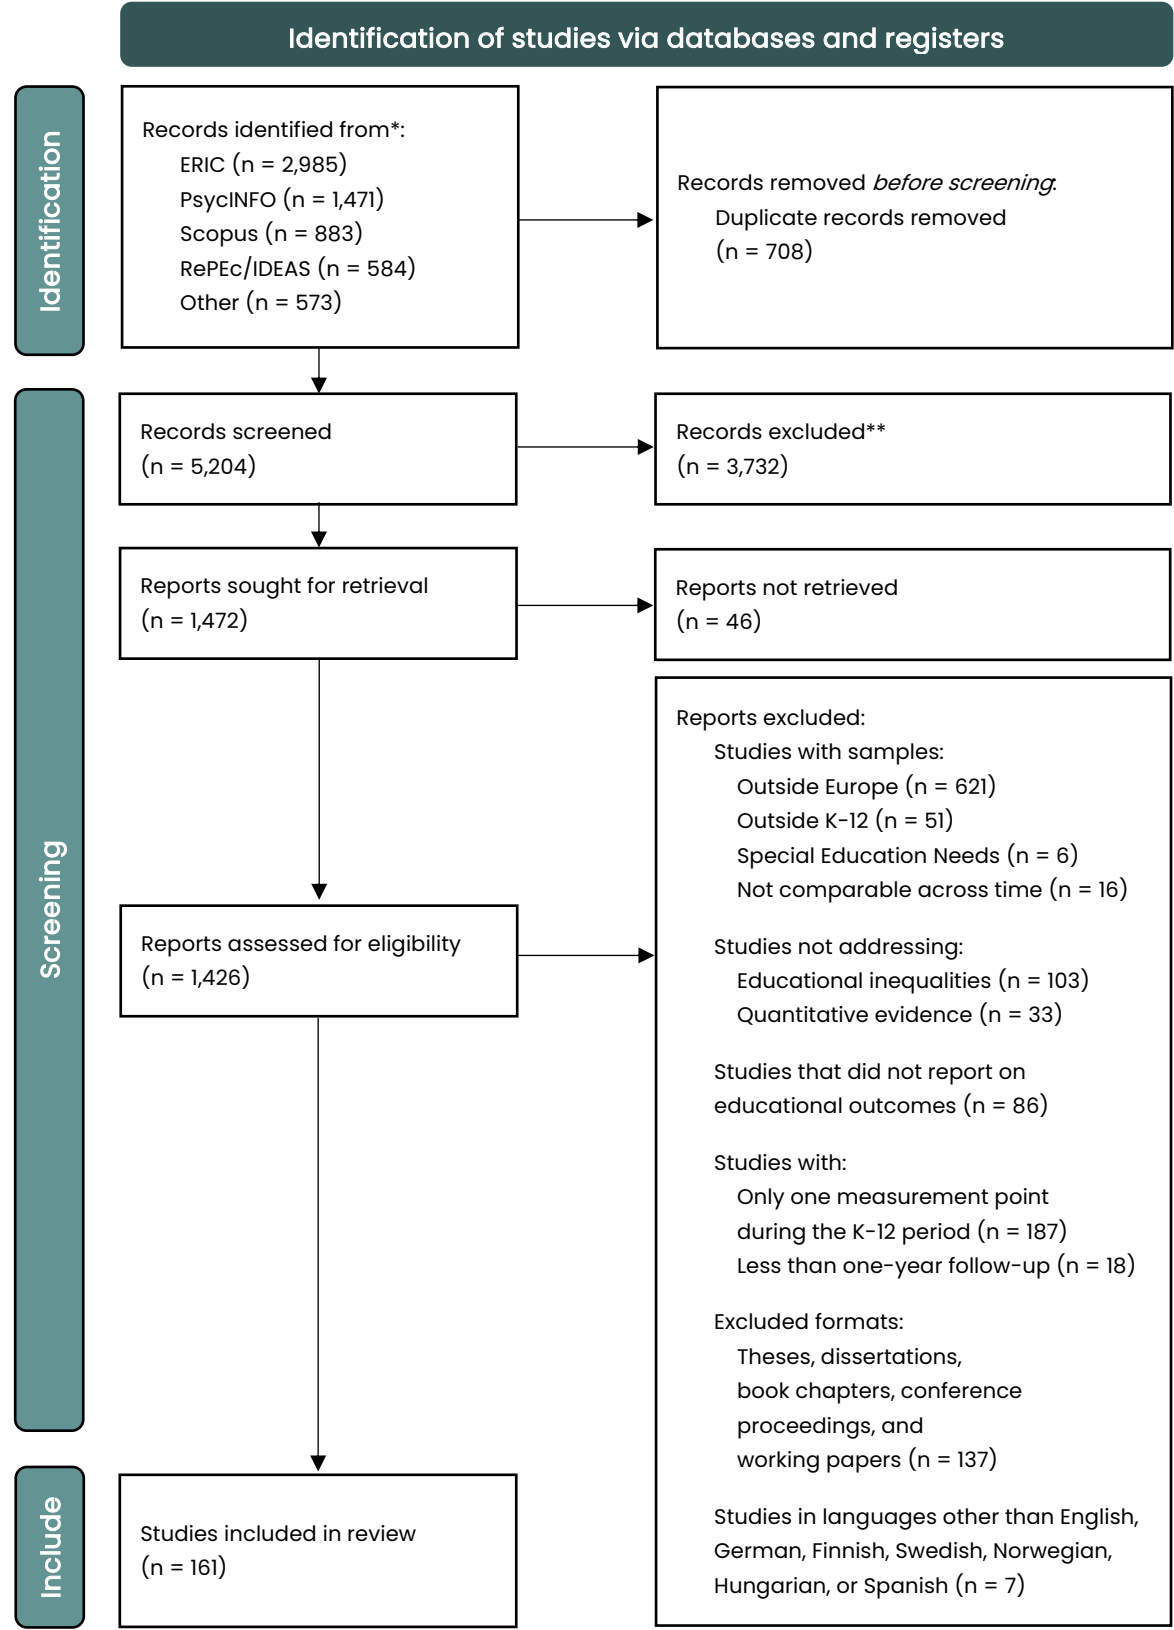 Identification of studies via databases and registers
Identification
Records identified from*:
ERIC (n = 2,985)
PsycINFO (n = 1,471)
Scopus (n = 883)
RePEc/IDEAS (n = 584)
Other (n = 573)
Records removed before screening:
Duplicate records removed
(n = 708)
Screening
Records screened
(n = 5,204)
Records excluded**
(n = 3,732)
Reports sought for retrieval
(n = 1,472)
Reports not retrieved
(n = 46)
Reports assessed for eligibility
(n = 1,426)
Reports excluded:
Studies with samples:
Outside Europe (n = 621)
Outside K-12 (n = 51)
Special Education Needs (n = 6)
Not comparable across time (n = 16)
Studies not addressing:
Educational inequalities (n = 103)
Quantitative evidence (n = 33)
Studies that did not report on
educational outcomes (n = 86)
Studies with:
Only one measurement point
during the K-12 period (n = 187)
Less than one-year follow-up (n = 18)
Excluded formats:
Theses, dissertations,
book chapters, conference
proceedings, and
working papers (n = 137)
Studies in languages other than English,
German, Finnish, Swedish, Norwegian,
Hungarian, or Spanish (n = 7)
Include
Studies included in review
(n = 161)